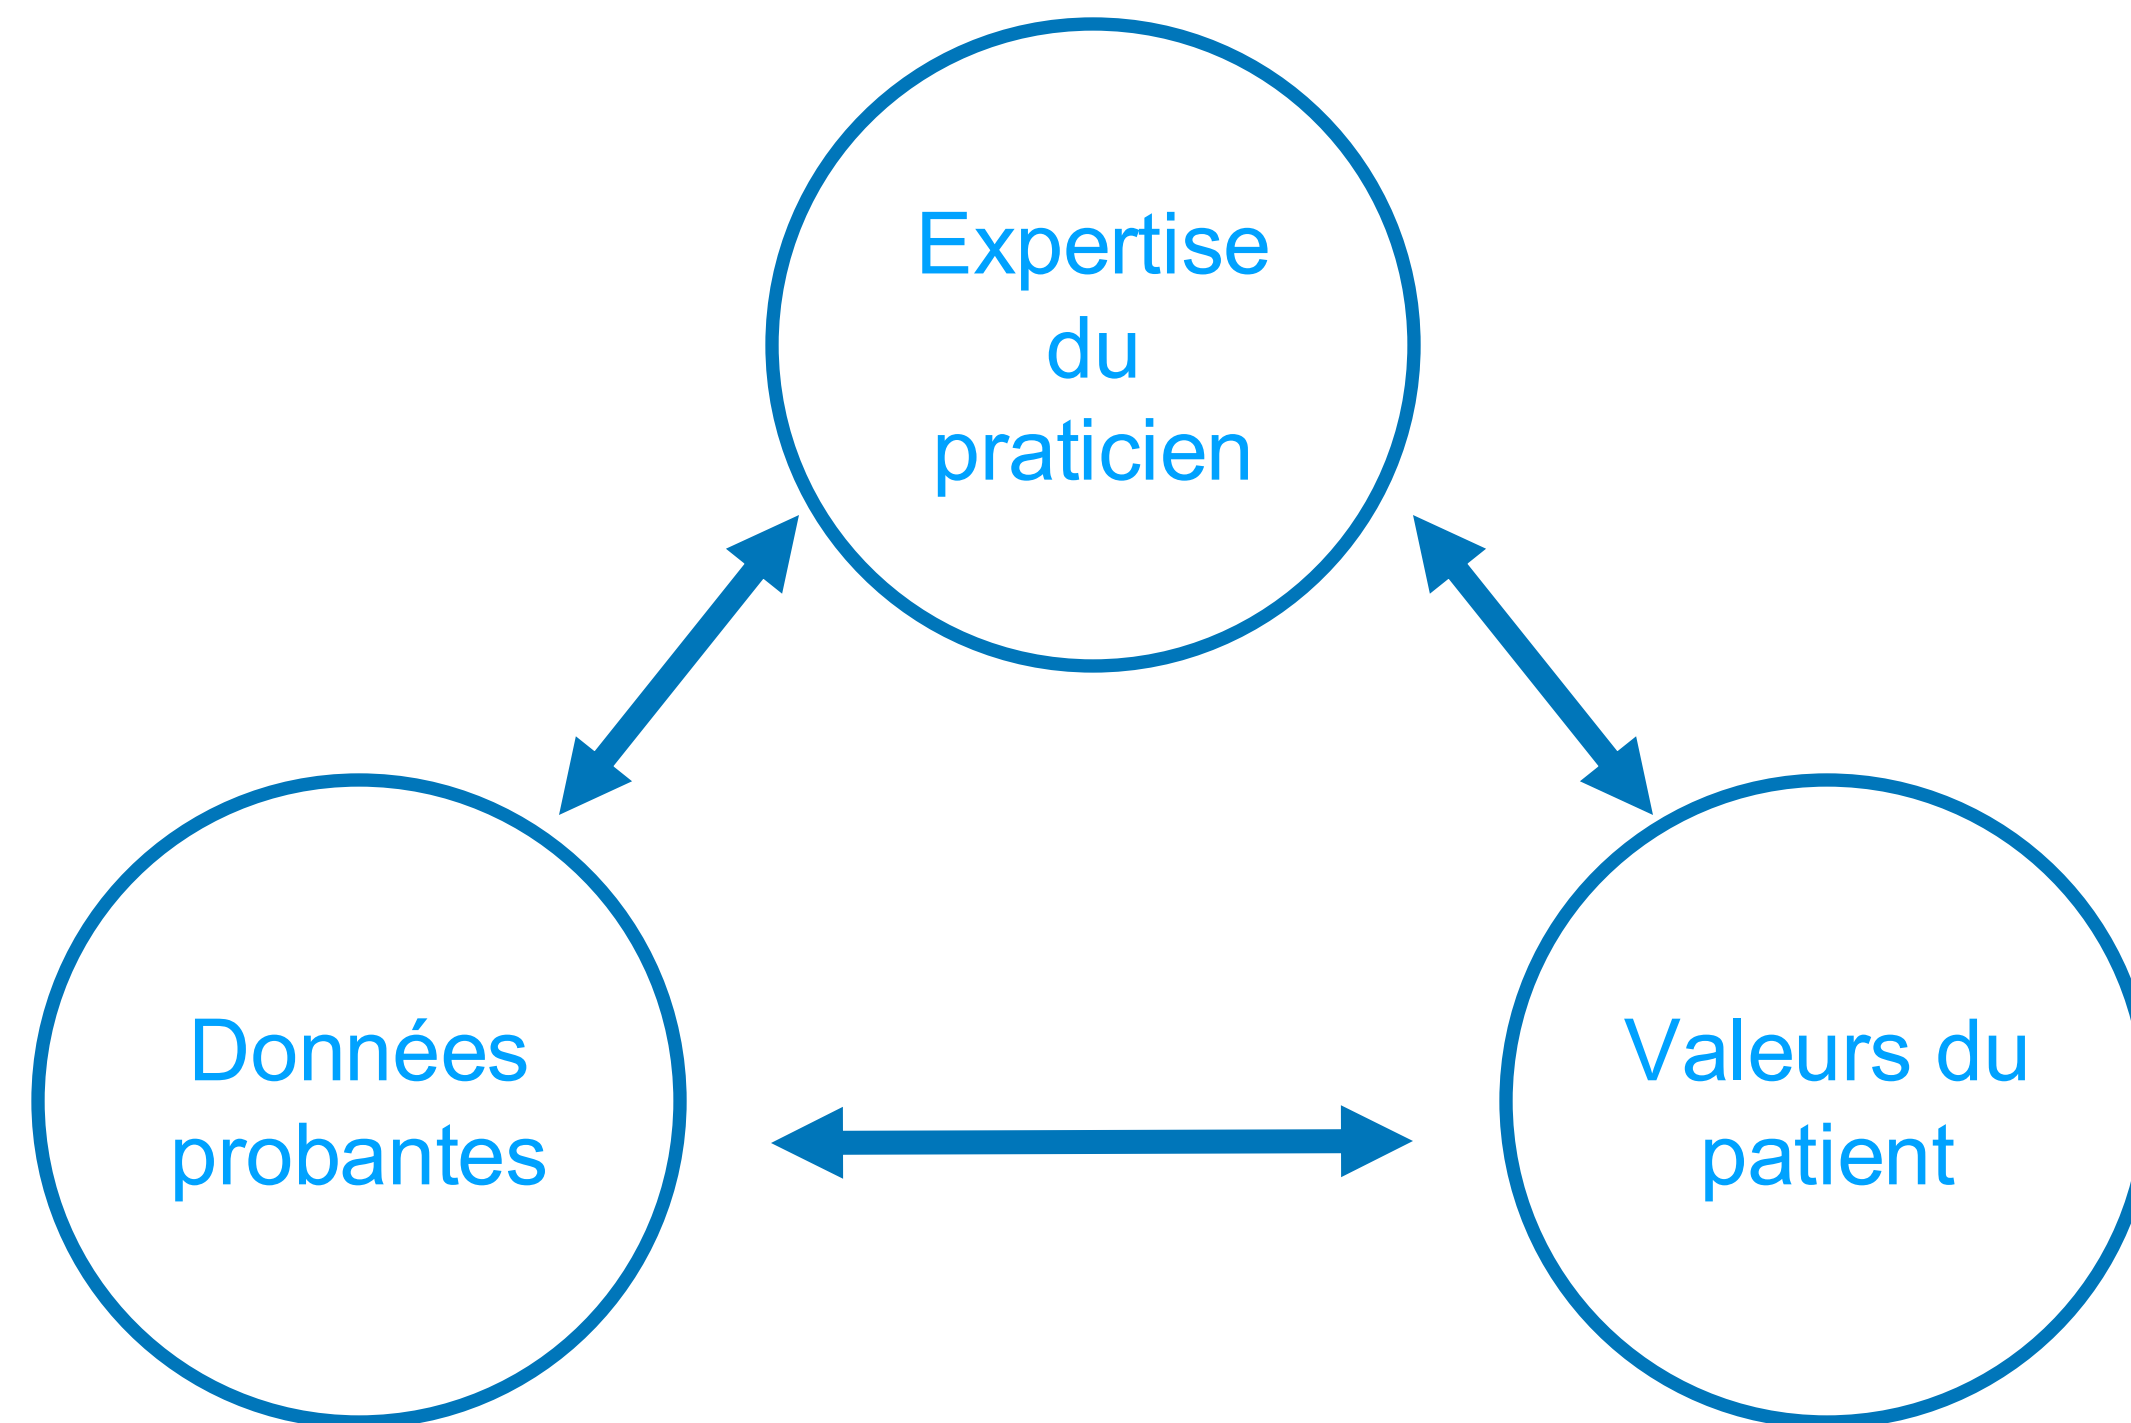 Expertise
du
praticien
Données
probantes
Valeurs du
patient